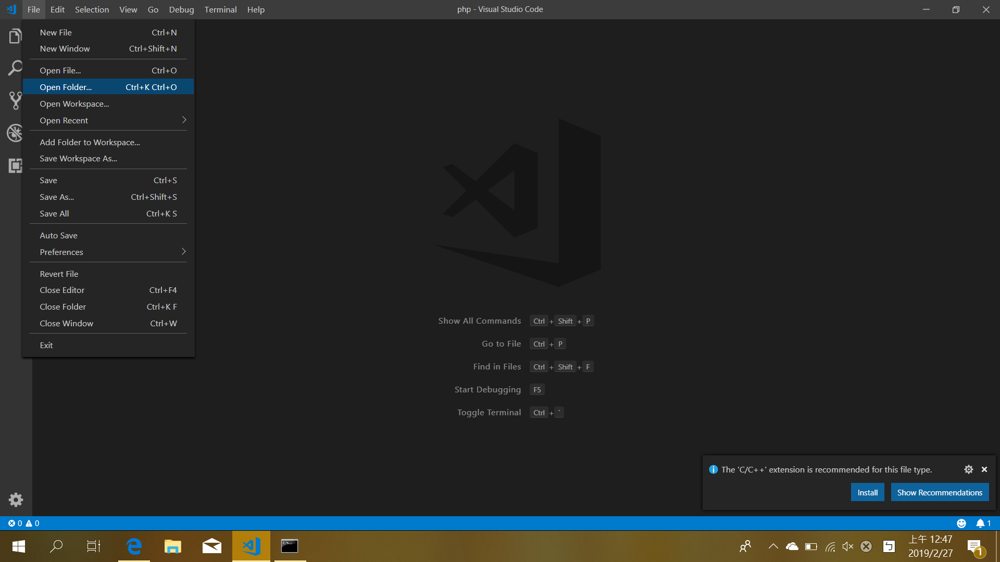 File Edit Selection View Go Debug Terminal Help
php - Visual Studio Code
New File Ctrl+N
New Window Ctrl+Shift+N
Open File... Ctrl+O
Open Folder... Ctrl+K Ctrl+O
Open Workspace...
Open Recent
Add Folder to Workspace...
Save Workspace As...
Save Ctrl+S
Save As... Ctrl+Shift+S
Save All Ctrl+K S
Auto Save
Preferences
Revert File
Close Editor Ctrl+F4
Close Folder Ctrl+K F
Close Window Ctrl+W
Exit
Show All Commands Ctrl + Shift + P
Go to File Ctrl + P
Find in Files Ctrl + Shift + F
Start Debugging F5
Toggle Terminal Ctrl + `
The 'C/C++' extension is recommended for this file type.
Install Show Recommendations
0 0
1
ㄅ
上午 12:47
2019/2/27
1